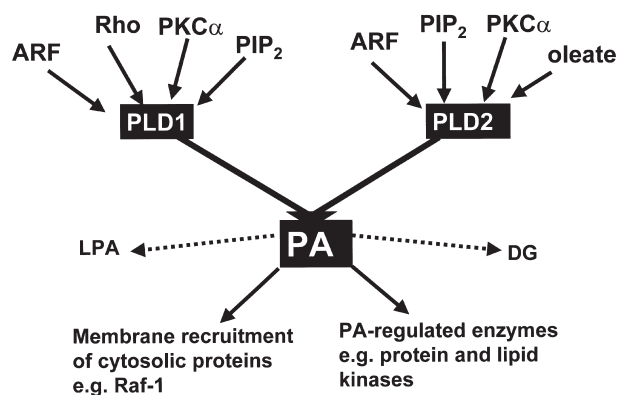 ARF
Rho
PKCα
PIP₂
ARF
PIP₂
PKCα
oleate
PLD1
PLD2
LPA
PA
DG
Membrane recruitment
of cytosolic proteins
e.g. Raf-1
PA-regulated enzymes
e.g. protein and lipid
kinases